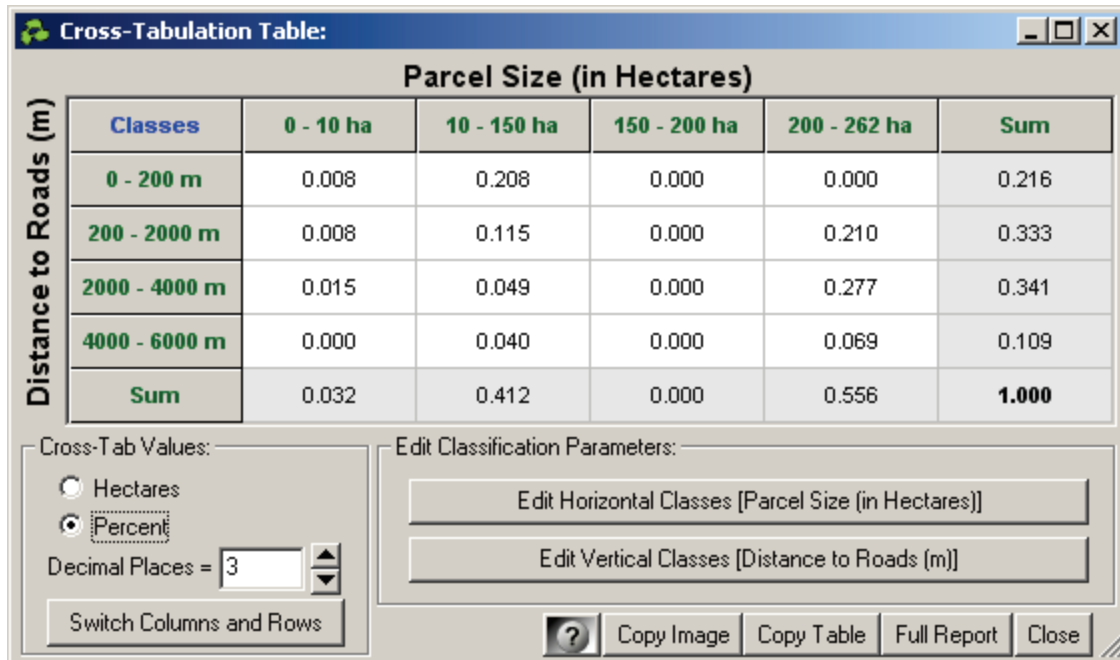 Cross-Tabulation Table:
Parcel Size (in Hectares)
Distance to Roads (m)
Classes 0 - 10 ha 10 - 150 ha 150 - 200 ha 200 - 262 ha Sum
0 - 200 m 0.008 0.208 0.000 0.000 0.216
200 - 2000 m 0.008 0.115 0.000 0.210 0.333
2000 - 4000 m 0.015 0.049 0.000 0.277 0.341
4000 - 6000 m 0.000 0.040 0.000 0.069 0.109
Sum 0.032 0.412 0.000 0.556 1.000
Cross-Tab Values:
Hectares
Percent
Decimal Places = 3
Switch Columns and Rows
Edit Classification Parameters:
Edit Horizontal Classes [Parcel Size (in Hectares)]
Edit Vertical Classes [Distance to Roads (m)]
? Copy Image Copy Table Full Report Close